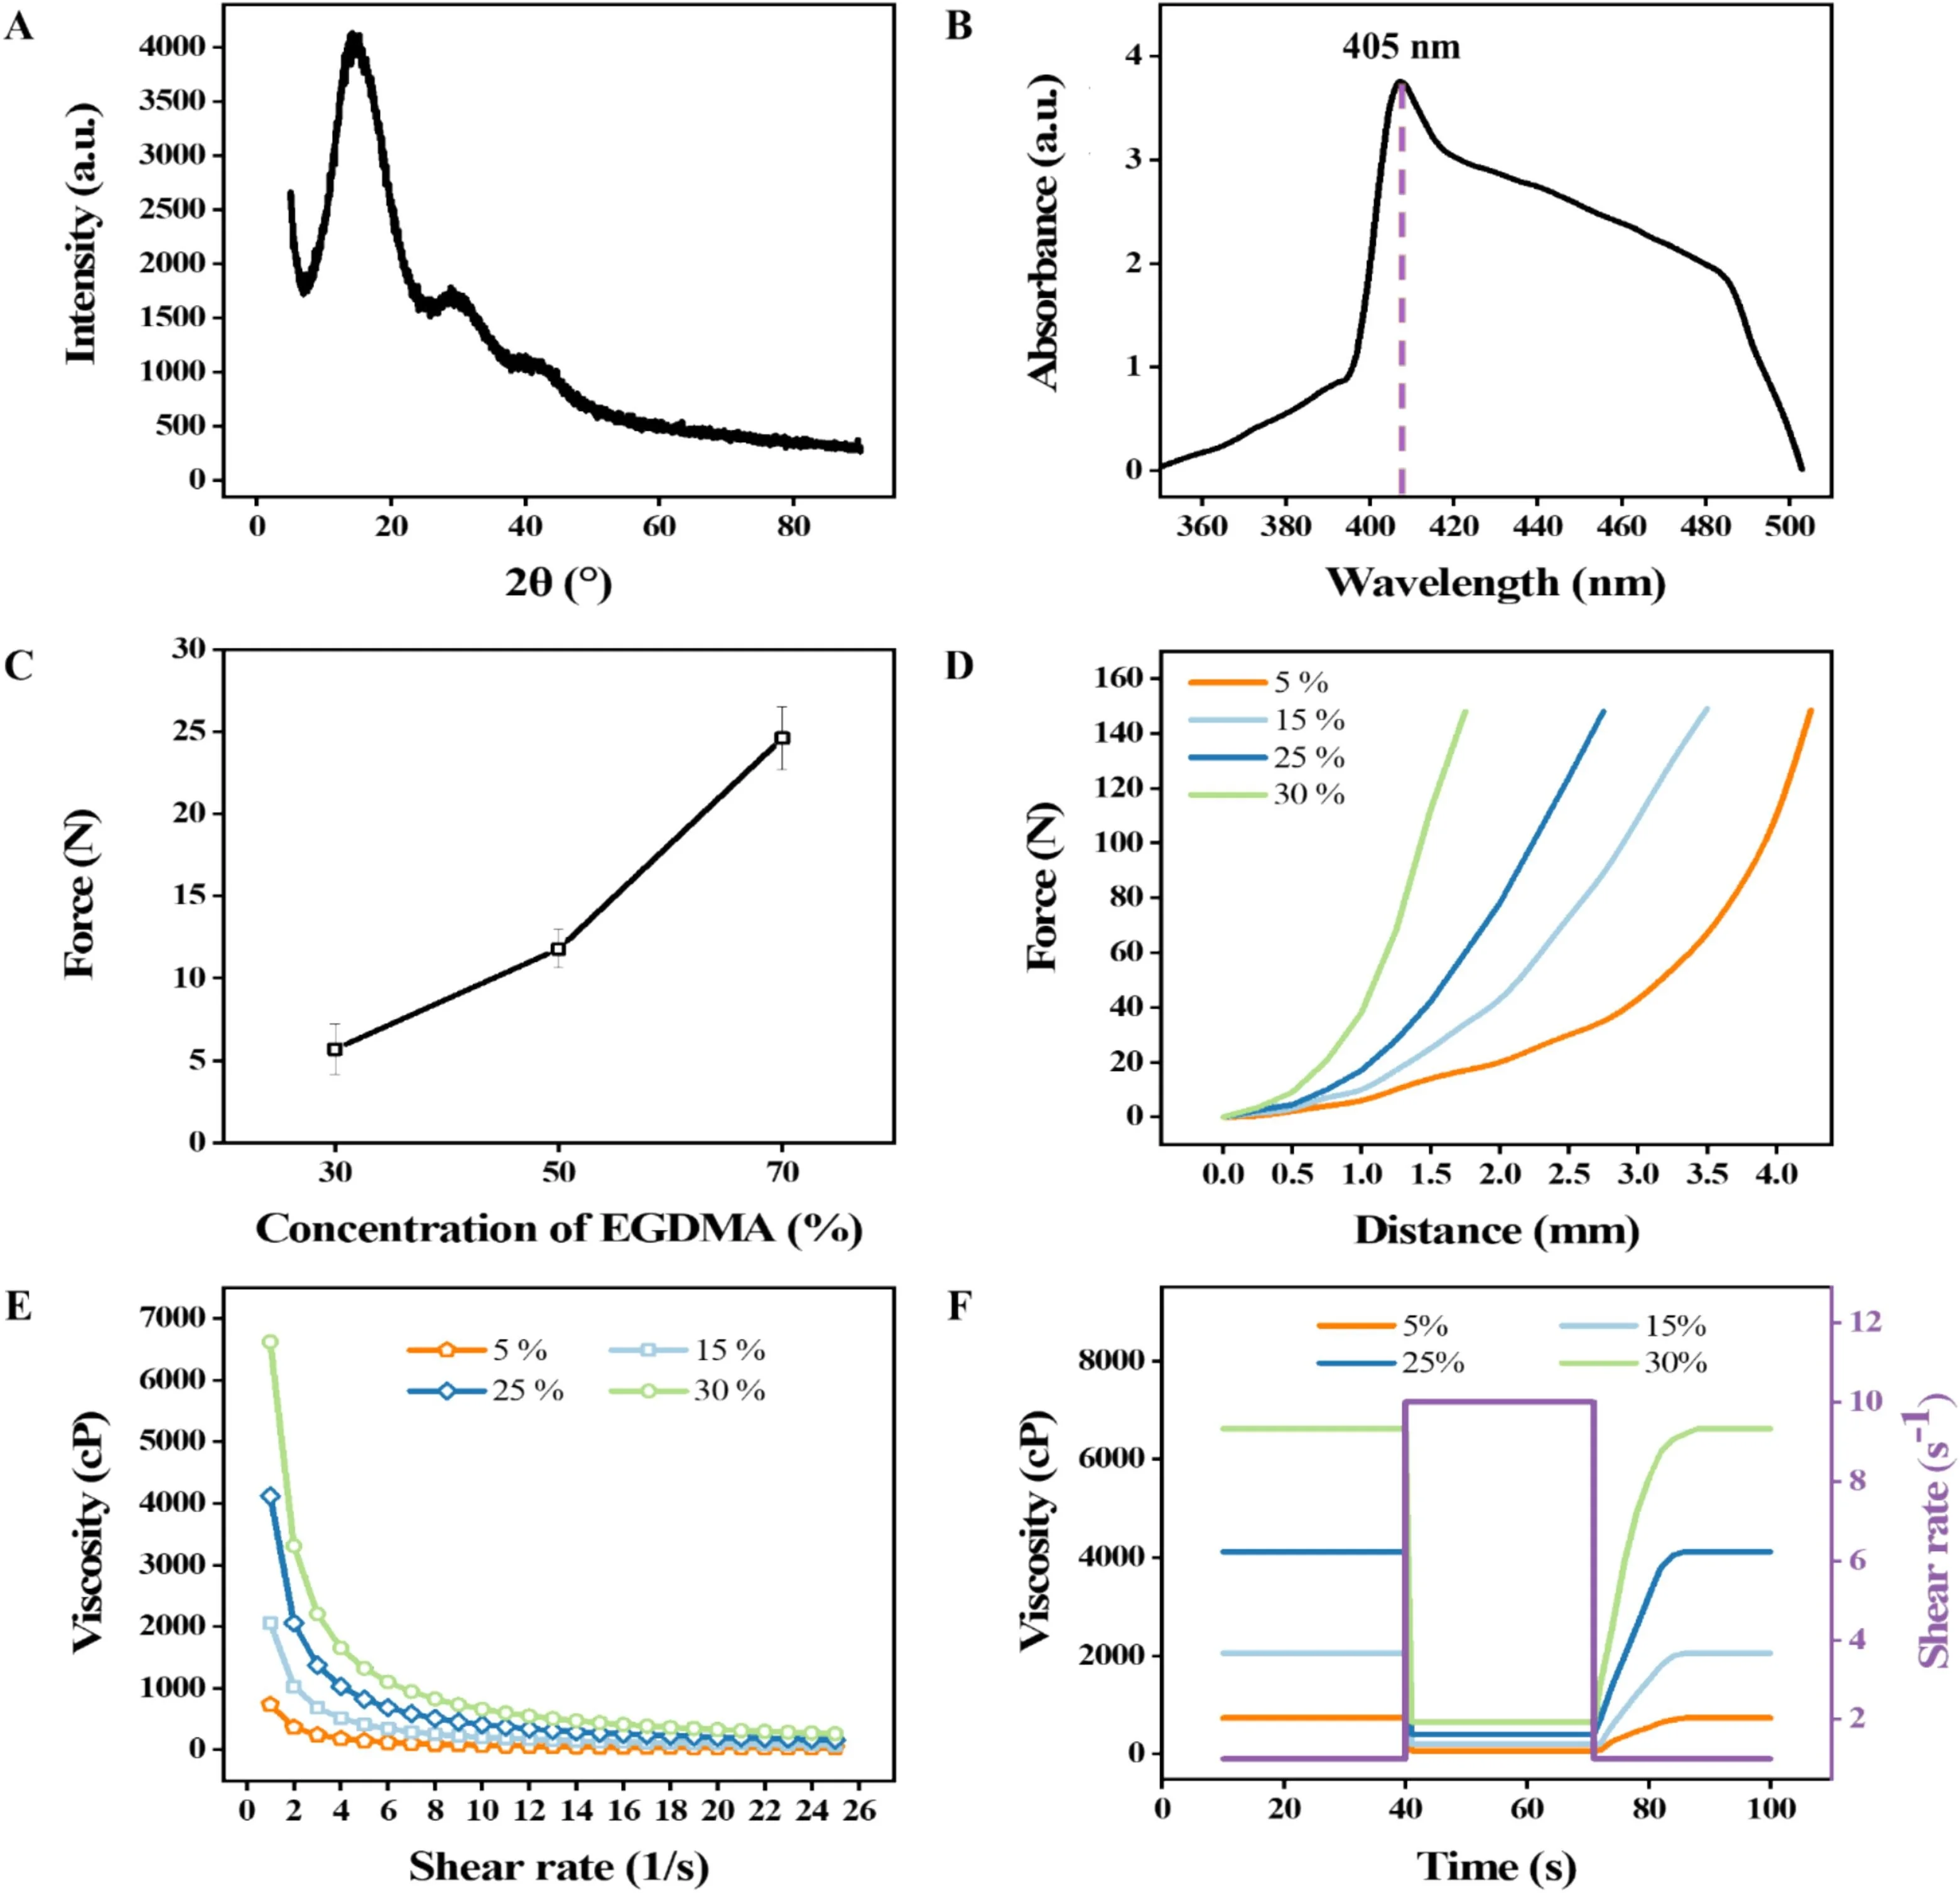 A
Intensity (a.u.)
4000
3500
3000
2500
2000
1500
1000
500
0
0 20 40 60 80
2θ (°)
B
405 nm
Absorbance (a.u.)
4
3
2
1
0
360 380 400 420 440 460 480 500
Wavelength (nm)
C
Force (N)
30
25
20
15
10
5
0
30 50 70
Concentration of EGDMA (%)
D
5 %
15 %
25 %
30 %
Force (N)
160
140
120
100
80
60
40
20
0
0.0 0.5 1.0 1.5 2.0 2.5 3.0 3.5 4.0
Distance (mm)
E
5 % 15 %
25 % 30 %
Viscosity (cP)
7000
6000
5000
4000
3000
2000
1000
0
0 2 4 6 8 10 12 14 16 18 20 22 24 26
Shear rate (1/s)
F
5% 15%
25% 30%
Viscosity (cP)
8000
6000
4000
2000
0
12
10
8
6
4
2
Shear rate (s⁻¹)
0 20 40 60 80 100
Time (s)